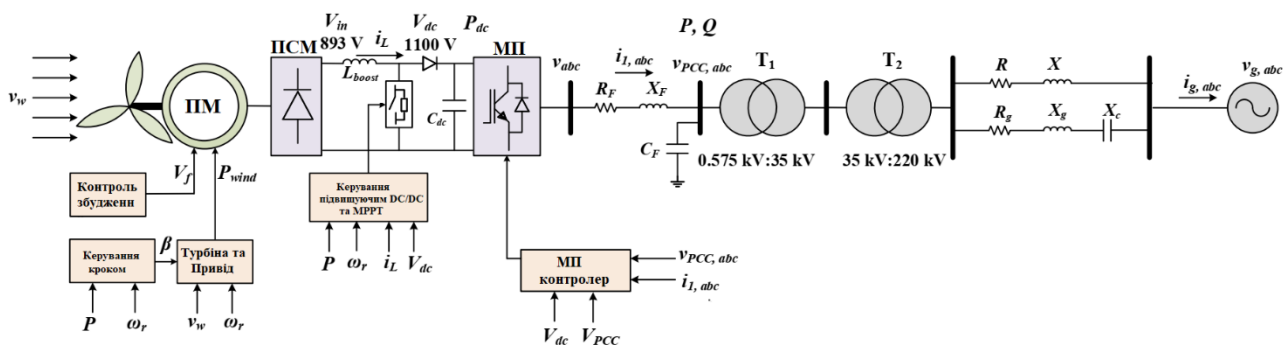 v_w
ПМ
V_f
P_wind
Контроль
збудженн
Керування
кроком
β
Турбіна та
Привід
P
ω_r
v_w
ω_r
ПСМ
V_in
893 V
i_L
L_boost
V_dc
1100 V
C_dc
P_dc
МП
Керування
підвищуючим DC/DC
та MPPT
P
ω_r
i_L
V_dc
v_abc
i_1, abc
R_F
X_F
P, Q
v_PCC, abc
C_F
T_1
0.575 kV:35 kV
T_2
35 kV:220 kV
R
X
R_g
X_g
X_c
i_g, abc
v_g, abc
МП
контролер
v_PCC, abc
i_1, abc
V_dc
V_PCC